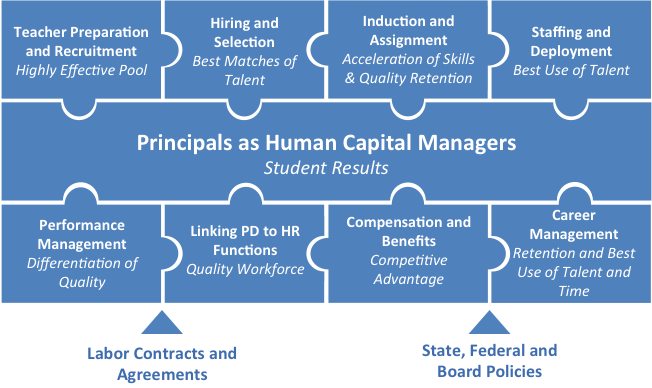 Teacher Preparation
and Recruitment
Highly Effective Pool
Hiring and
Selection
Best Matches of
Talent
Induction and
Assignment
Acceleration of Skills
& Quality Retention
Staffing and
Deployment
Best Use of Talent
Principals as Human Capital Managers
Student Results
Performance
Management
Differentiation of
Quality
Linking PD to HR
Functions
Quality Workforce
Compensation and
Benefits
Competitive
Advantage
Career
Management
Retention and Best
Use of Talent and
Time
Labor Contracts and
Agreements
State, Federal and
Board Policies